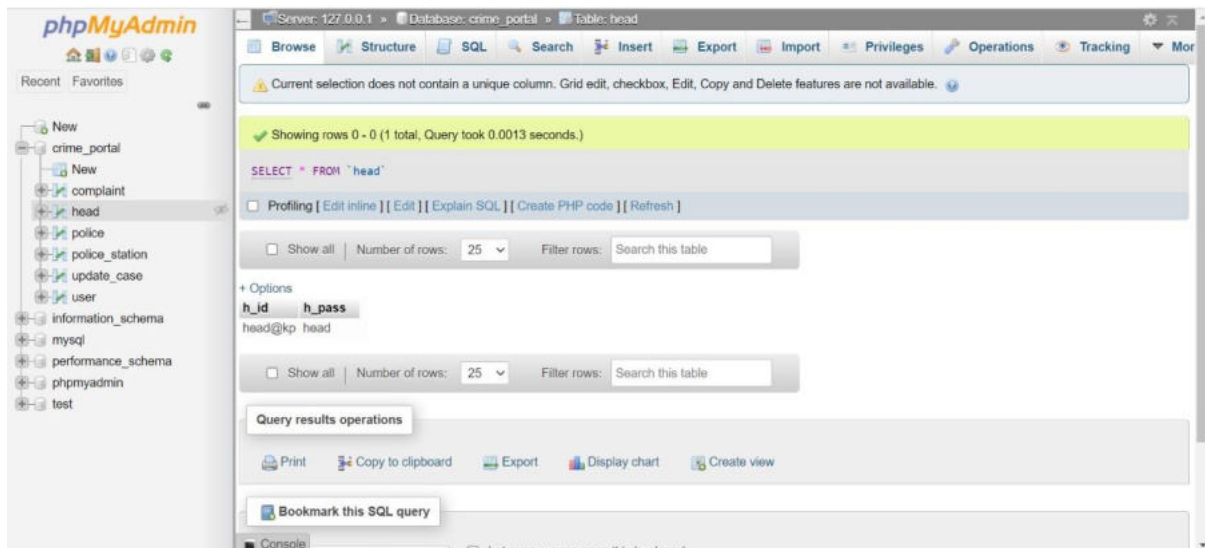 phpMyAdmin
Recent Favorites
New
crime_portal
New
complaint
head
police
police_station
update_case
user
information_schema
mysql
performance_schema
phpmyadmin
test
Server: 127.0.0.1 » Database: crime_portal » Table: head
Browse Structure SQL Search Insert Export Import Privileges Operations Tracking Mor
Current selection does not contain a unique column. Grid edit, checkbox, Edit, Copy and Delete features are not available.
Showing rows 0 - 0 (1 total, Query took 0.0013 seconds.)
SELECT * FROM `head`
Profiling [ Edit inline ] [ Edit ] [ Explain SQL ] [ Create PHP code ] [ Refresh ]
Show all | Number of rows: 25 Filter rows: Search this table
+ Options
h_id h_pass
head@kp head
Show all | Number of rows: 25 Filter rows: Search this table
Query results operations
Print Copy to clipboard Export Display chart Create view
Bookmark this SQL query
Console